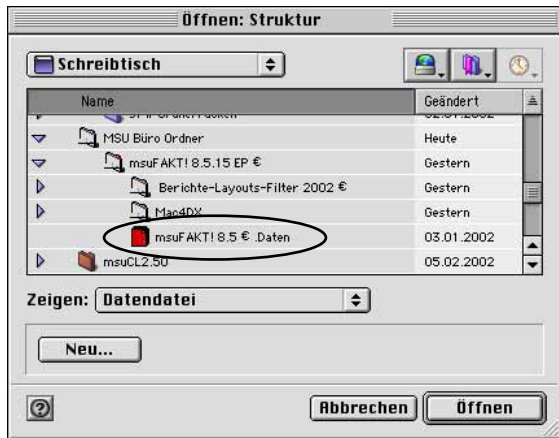 Öffnen: Struktur
Schreibtisch
Name Geändert
MSU Büro Ordner Heute
msuFAKT! 8.5.15 EP € Gestern
Berichte-Layouts-Filter 2002 € Gestern
Mac4DX Gestern
msuFAKT! 8.5 € .Daten 03.01.2002
msuCL2.50 05.02.2002
Zeigen: Datendatei
Neu...
Abbrechen Öffnen